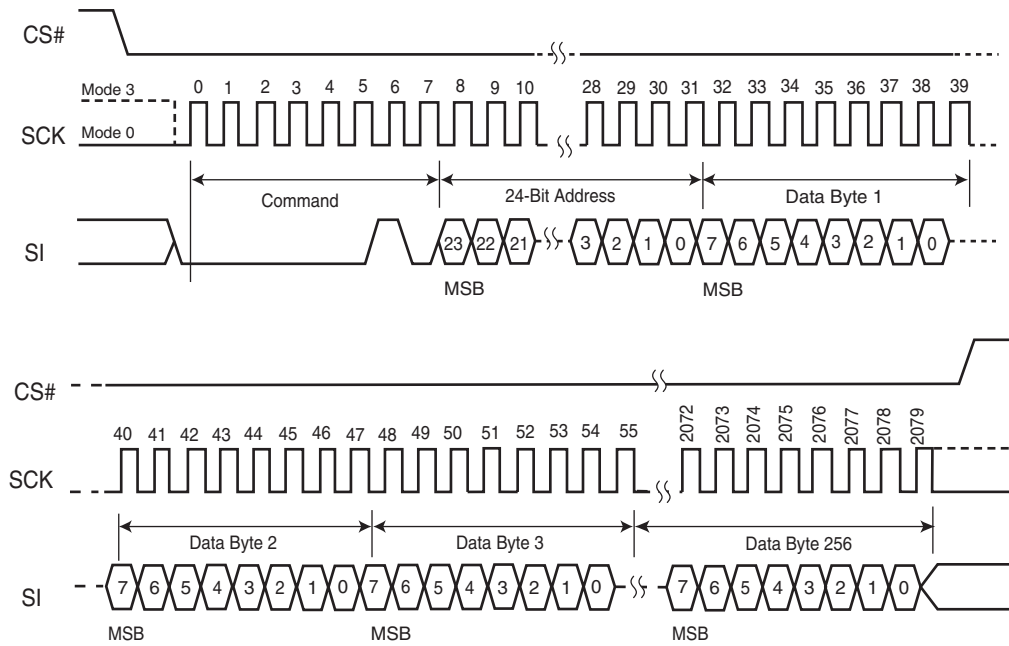 CS#
Mode 3
0 1 2 3 4 5 6 7 8 9 10 28 29 30 31 32 33 34 35 36 37 38 39
SCK
Mode 0
Command 24-Bit Address Data Byte 1
SI
23 22 21 3 2 1 0 7 6 5 4 3 2 1 0
MSB MSB
CS#
40 41 42 43 44 45 46 47 48 49 50 51 52 53 54 55 2072 2073 2074 2075 2076 2077 2078 2079
SCK
Data Byte 2 Data Byte 3 Data Byte 256
SI
7 6 5 4 3 2 1 0 7 6 5 4 3 2 1 0 7 6 5 4 3 2 1 0
MSB MSB MSB